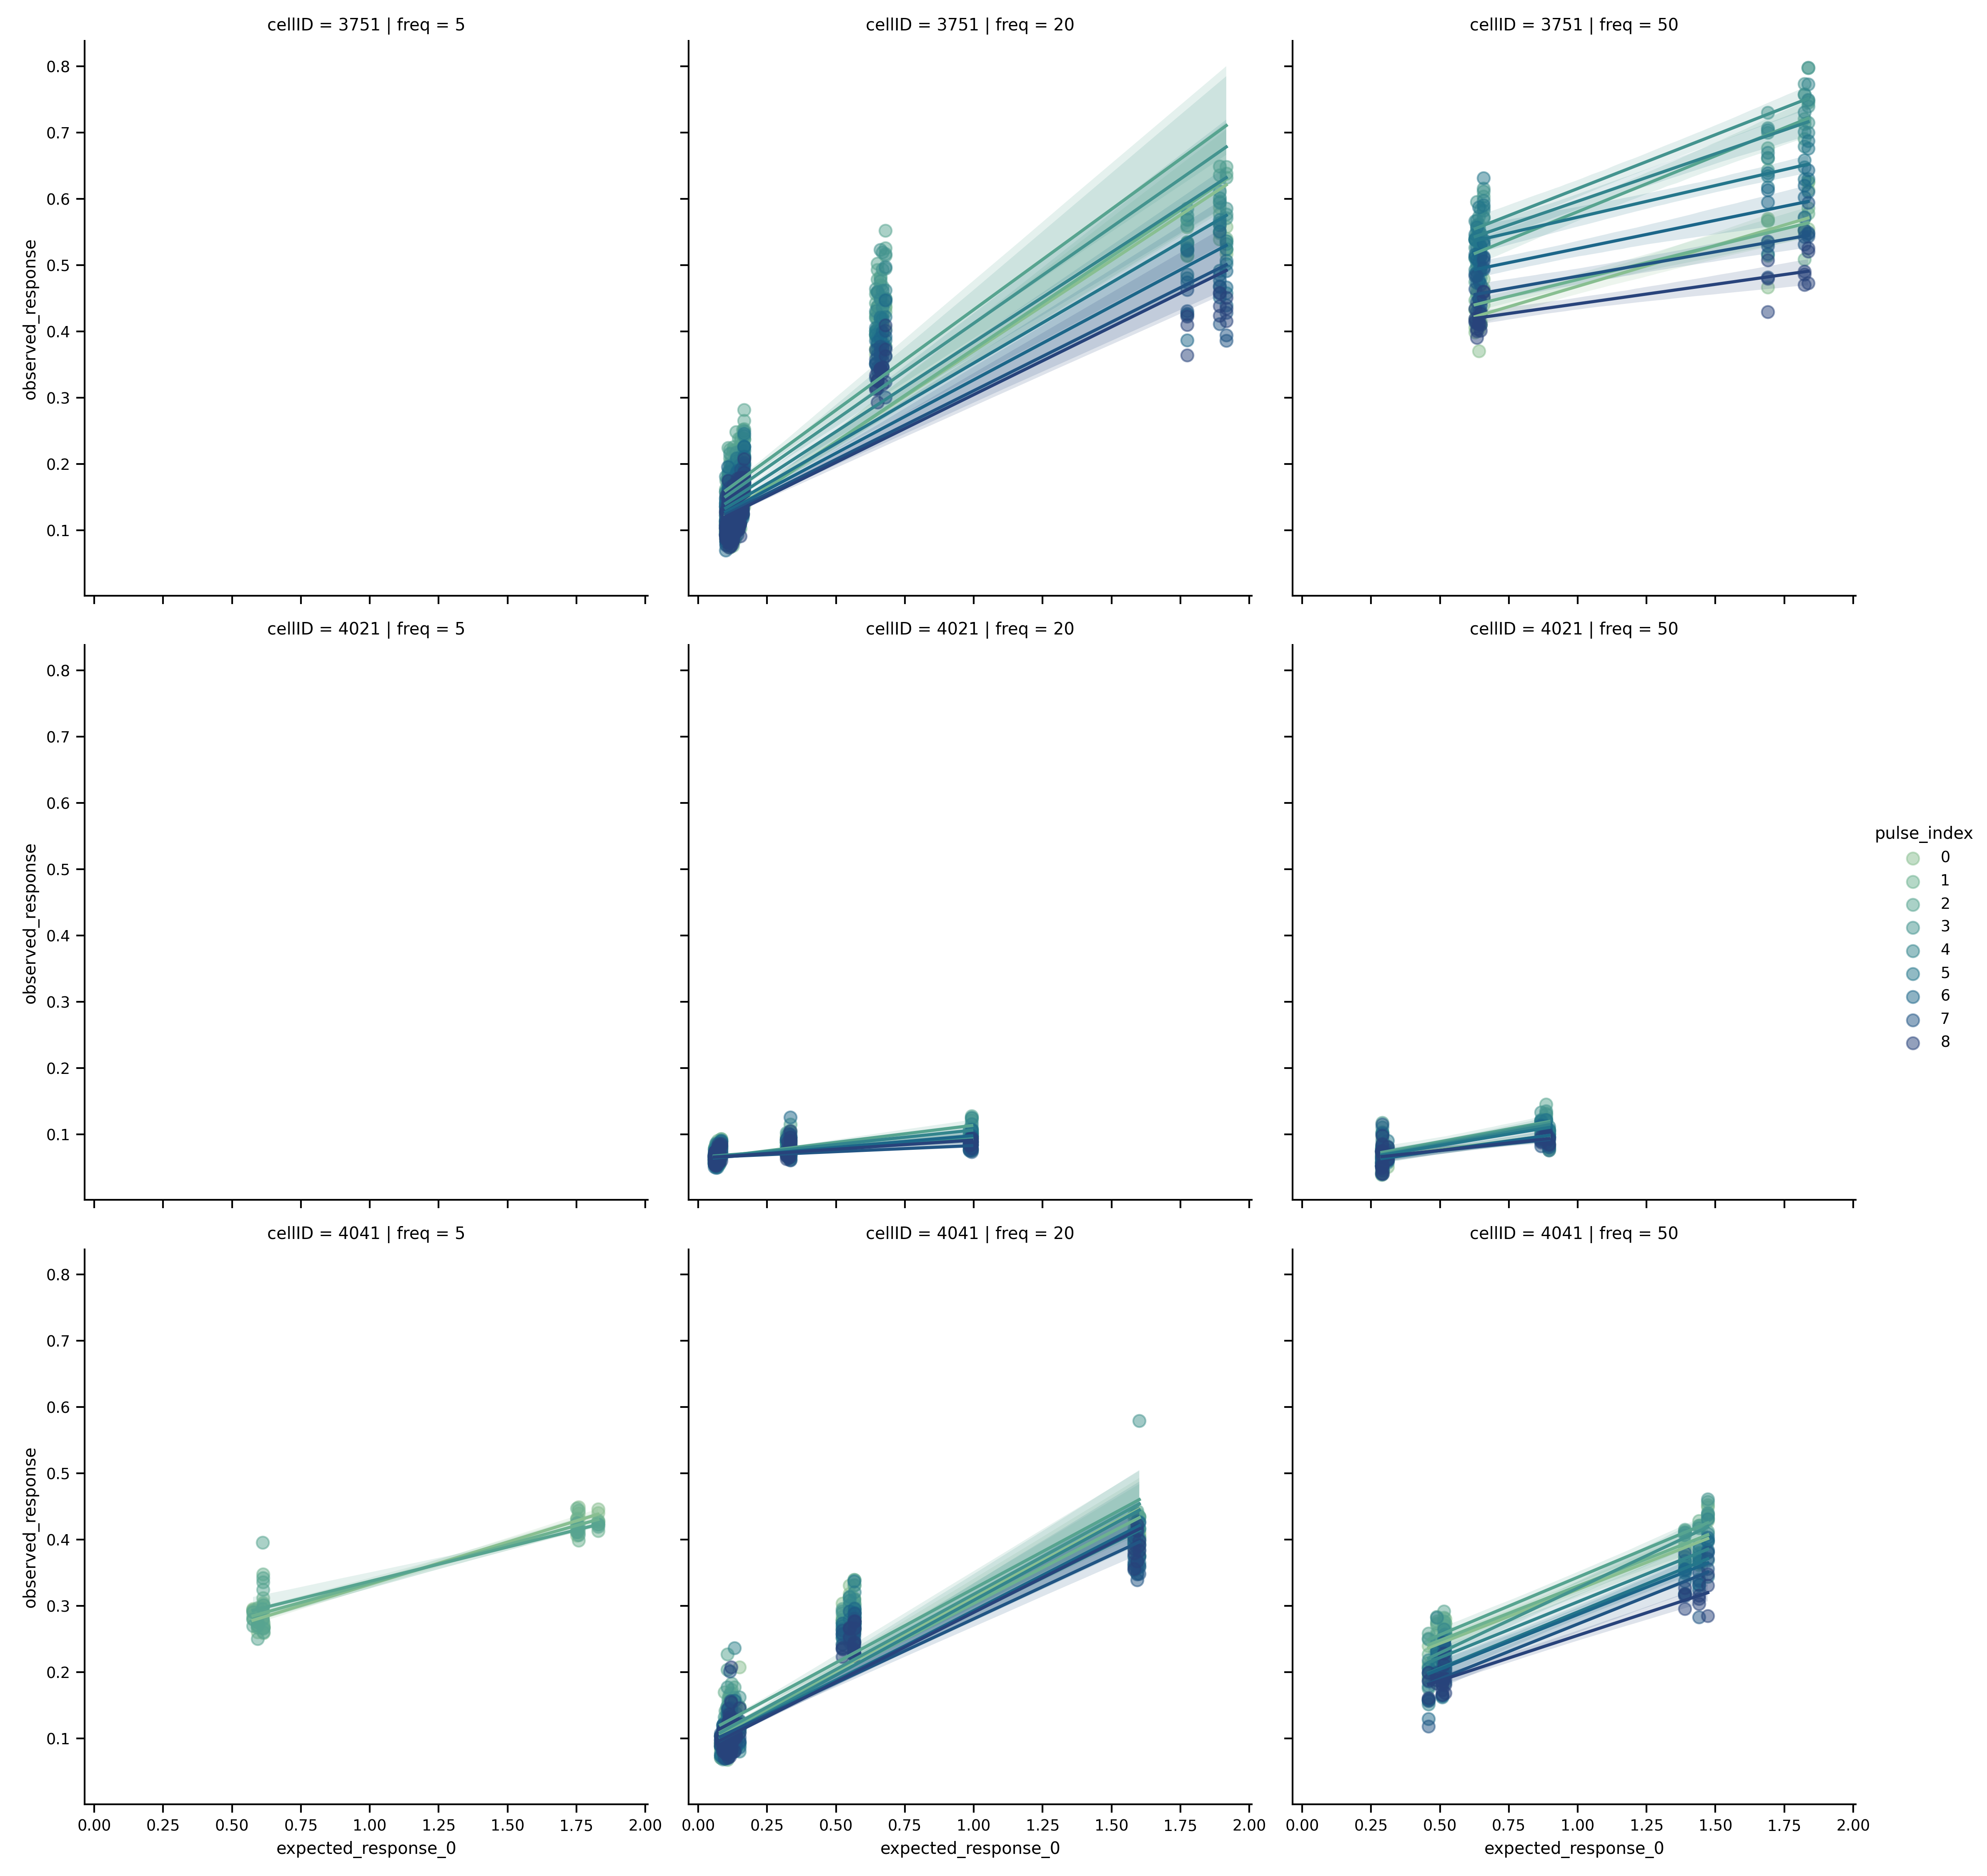 cellID = 3751 | freq = 5
cellID = 3751 | freq = 20
cellID = 3751 | freq = 50
observed_response
0.8
0.7
0.6
0.5
0.4
0.3
0.2
0.1
cellID = 4021 | freq = 5
cellID = 4021 | freq = 20
cellID = 4021 | freq = 50
observed_response
0.8
0.7
0.6
0.5
0.4
0.3
0.2
0.1
pulse_index
0
1
2
3
4
5
6
7
8
cellID = 4041 | freq = 5
cellID = 4041 | freq = 20
cellID = 4041 | freq = 50
observed_response
0.8
0.7
0.6
0.5
0.4
0.3
0.2
0.1
0.00 0.25 0.50 0.75 1.00 1.25 1.50 1.75 2.00
0.00 0.25 0.50 0.75 1.00 1.25 1.50 1.75 2.00
0.00 0.25 0.50 0.75 1.00 1.25 1.50 1.75 2.00
expected_response_0
expected_response_0
expected_response_0